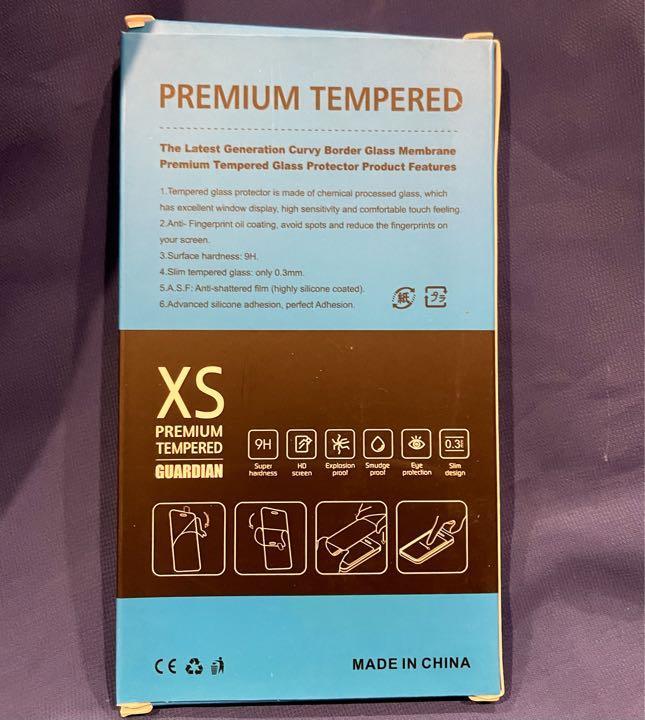 PREMIUM TEMPERED
The Latest Generation Curvy Border Glass Membrane
Premium Tempered Glass Protector Product Features
1.Tempered glass protector is made of chemical processed glass, which
has excellent window display, high sensitivity and comfortable touch feeling.
2.Anti- Fingerprint oil coating, avoid spots and reduce the fingerprints on
your screen.
3.Surface hardness: 9H.
4.Slim tempered glass: only 0.3mm.
5.A.S.F: Anti-shattered film (highly silicone coated).
6.Advanced silicone adhesion, perfect Adhesion.
紙 プラ
XS
PREMIUM
TEMPERED
GUARDIAN
9H 0.3
Super hardness
HD screen
Explosion proof
Smudge proof
Eye protection
Slim design
CE
MADE IN CHINA